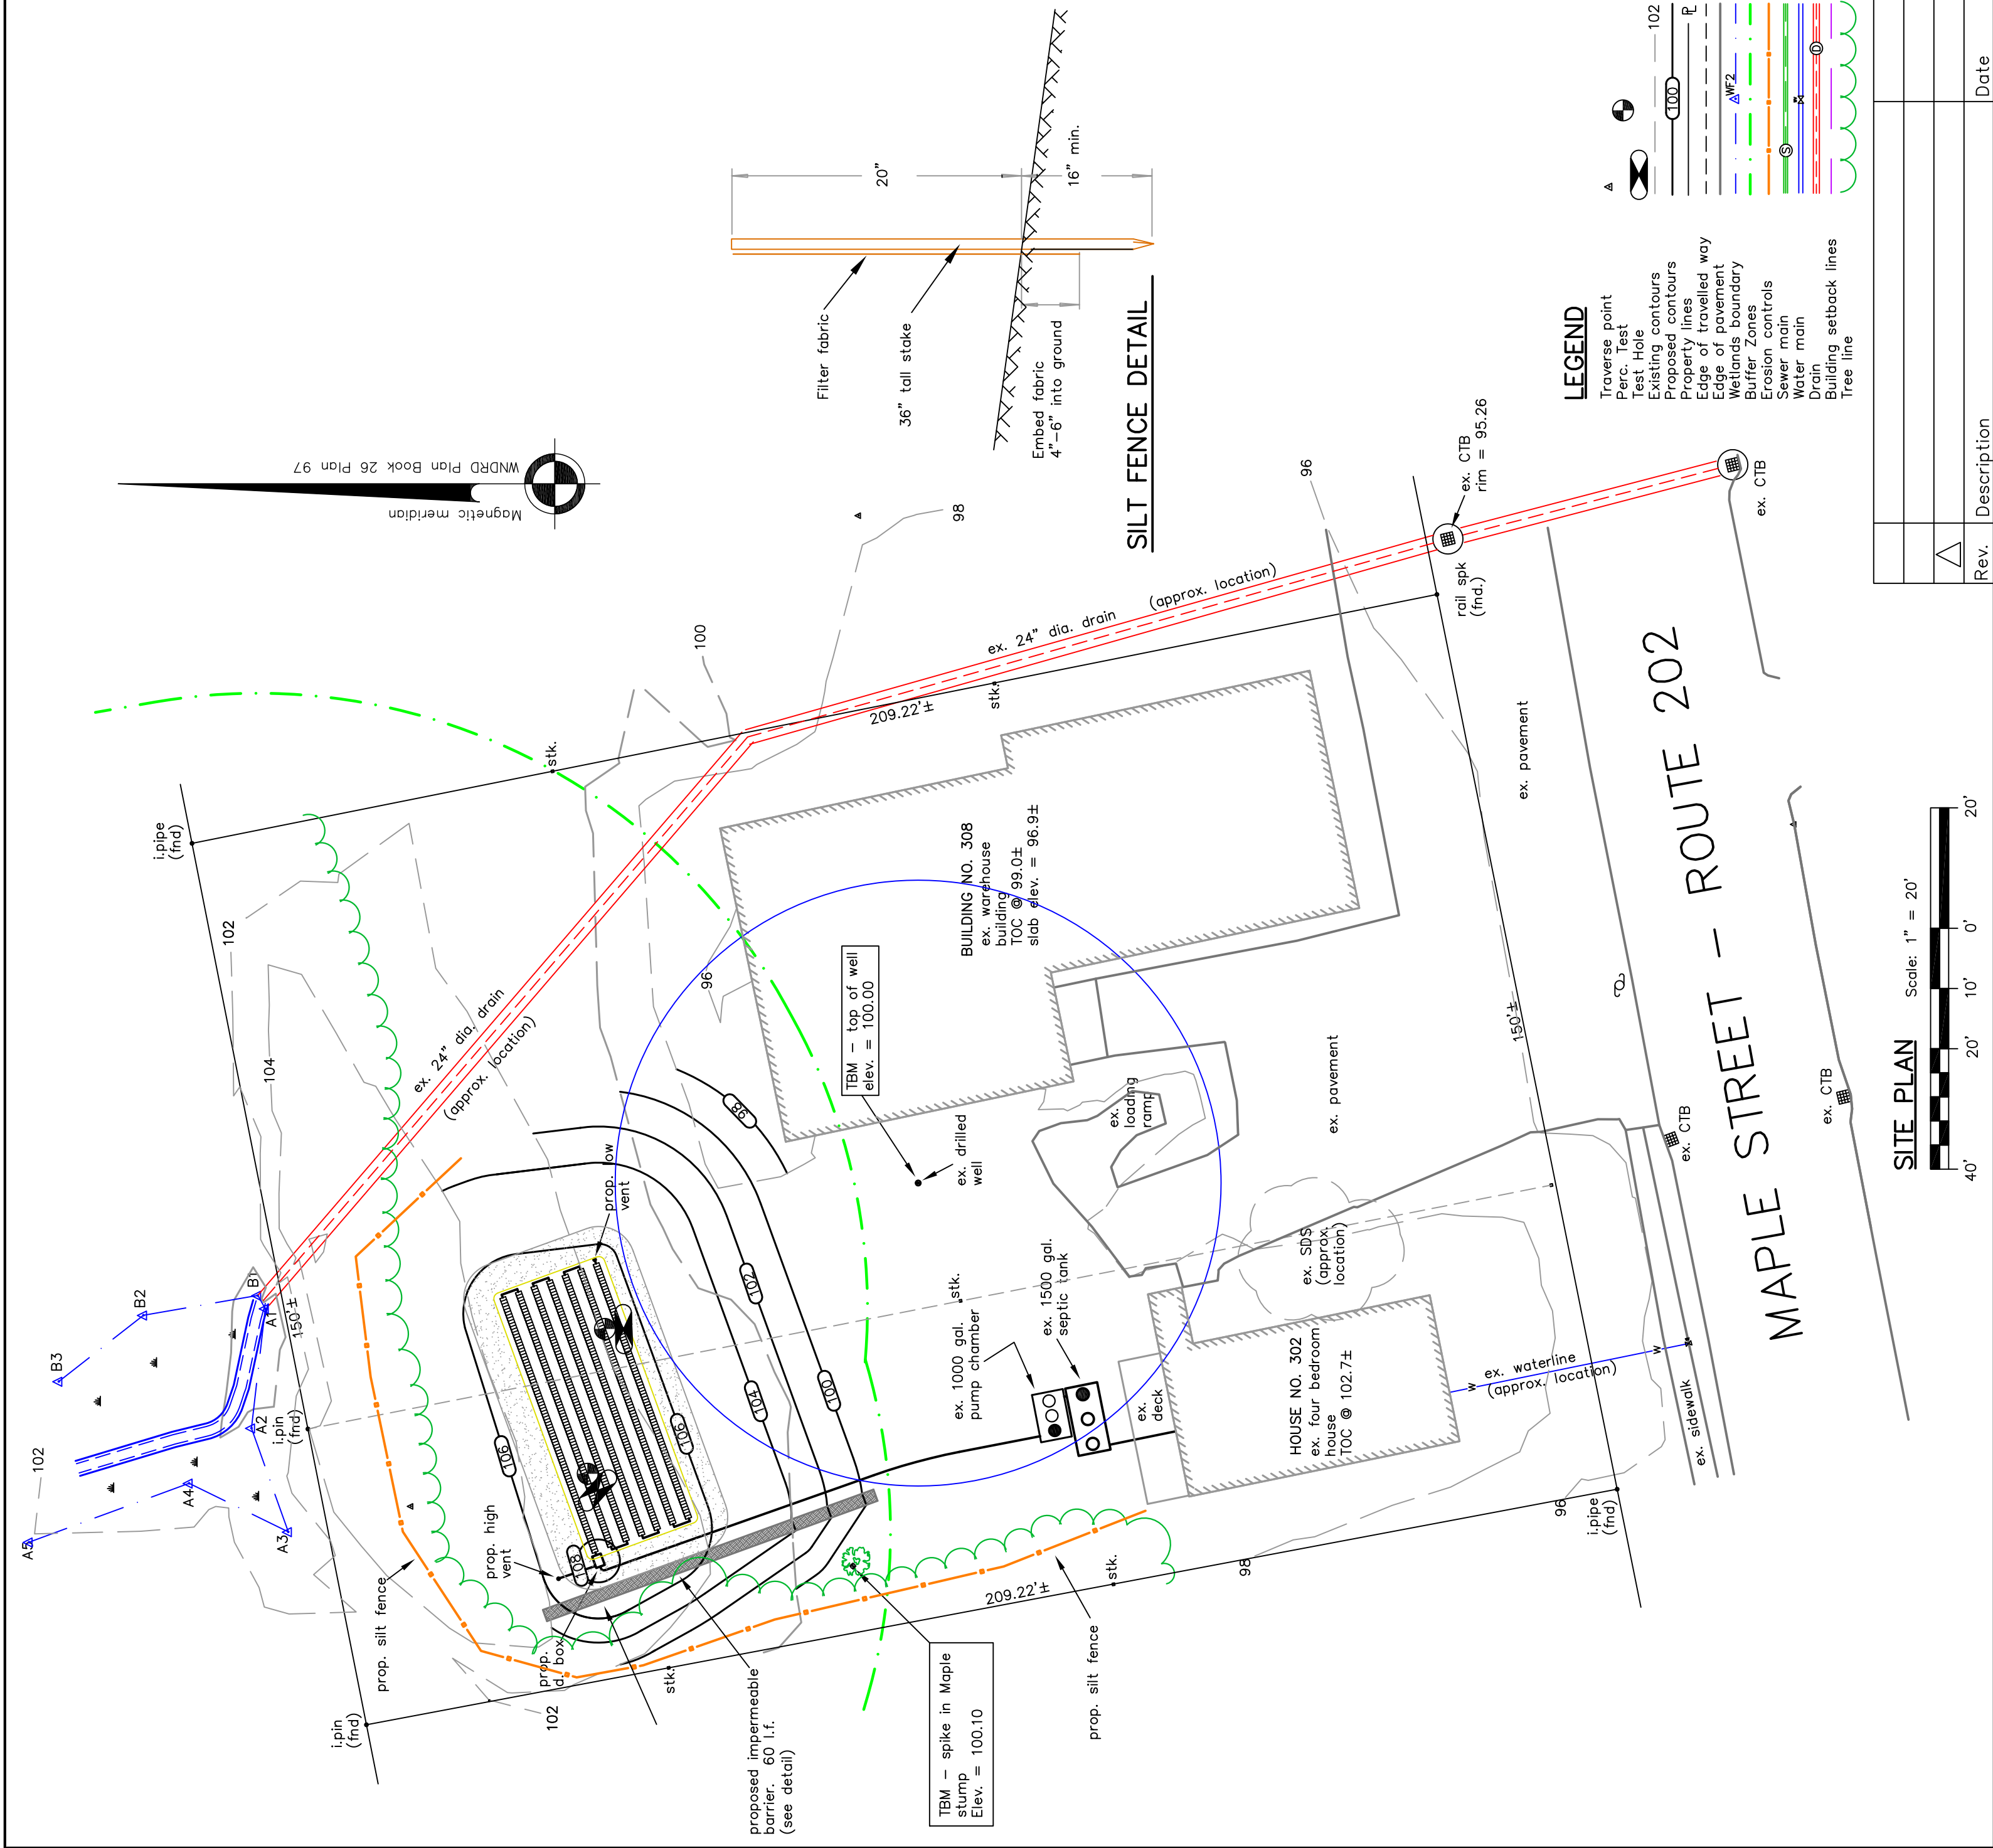 A5
102
A4
A3
A2
A1
B1
B2
B3
i.pin
(fnd)
150'±
i.pin
(fnd)
102
104
i.pipe
(fnd)
prop. silt fence
prop. high
vent
prop.
d. box
108
106
106
104
102
100
98
prop. low
vent
ex. 24" dia. drain
(approx. location)
stk.
100
98
102
stk.
proposed impermeable
barrier. 60 l.f.
(see detail)
TBM – spike in Maple
stump
Elev. = 100.10
prop. silt fence
209.22'±
stk.
98
96
i.pipe
(fnd)
stk.
ex. 1000 gal.
pump chamber
ex. 1500 gal.
septic tank
ex.
deck
HOUSE NO. 302
ex. four bedroom
house
TOC @ 102.7±
ex. SDS
(approx.
location)
TBM – top of well
elev. = 100.00
ex. drilled
well
96
BUILDING NO. 308
ex. warehouse
building
TOC @ 99.0±
slab elev. = 96.9±
ex.
loading
ramp
ex. pavement
209.22'±
stk.
ex. 24" dia. drain
(approx. location)
96
rail spk
(fnd.)
ex. CTB
rim = 95.26
ex. CTB
ex. pavement
150'±
W
ex. waterline
(approx. location)
W
ex. sidewalk
ex. CTB
ex. CTB
MAPLE STREET – ROUTE 202
SITE PLAN
Scale: 1" = 20'
40'
20'
10'
0'
20'
Magnetic meridian
WNDRD Plan Book 26 Plan 97
Filter fabric
36" tall stake
Embed fabric
4"–6" into ground
20"
16" min.
SILT FENCE DETAIL
LEGEND
Traverse point
Perc. Test
Test Hole
Existing contours
102
Proposed contours
100
Property lines
PL
Edge of travelled way
Edge of pavement
Wetlands boundary
WF2
Buffer Zones
Erosion controls
Sewer main
S
Water main
Drain
D
Building setback lines
Tree line
Rev.
Description
Date